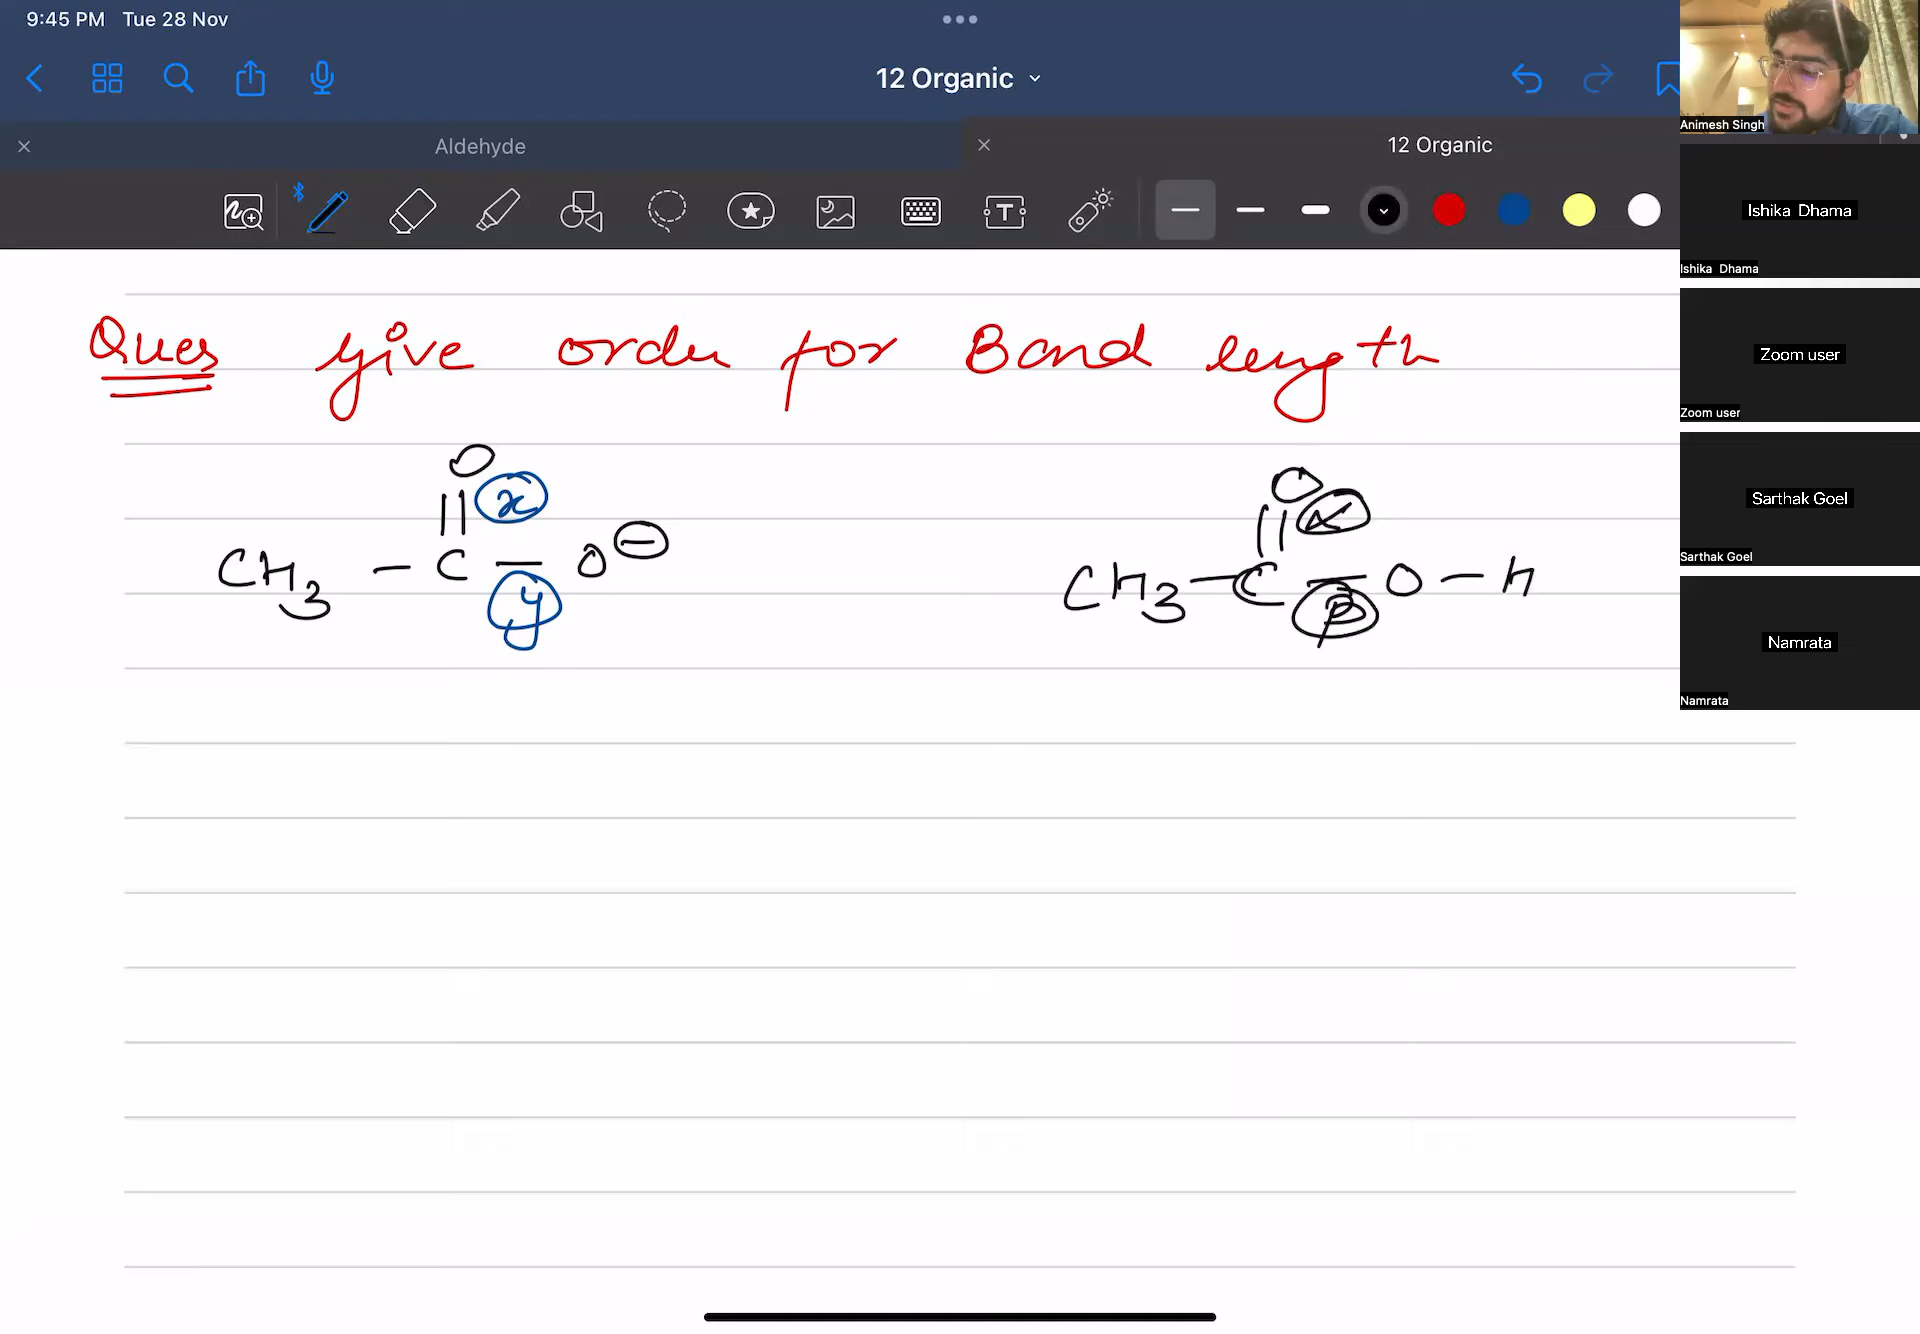 9:45 PM Tue 28 Nov
12 Organic
Aldehyde
12 Organic
T
Animesh Singh
Ishika Dhama
Ishika Dhama
Zoom user
Zoom user
Sarthak Goel
Sarthak Goel
Namrata
Namrata
Ques give order for Bond length
O
|| x
CH3 - C - O ⊖
y
O
|| α
CH3 - C - O - H
β